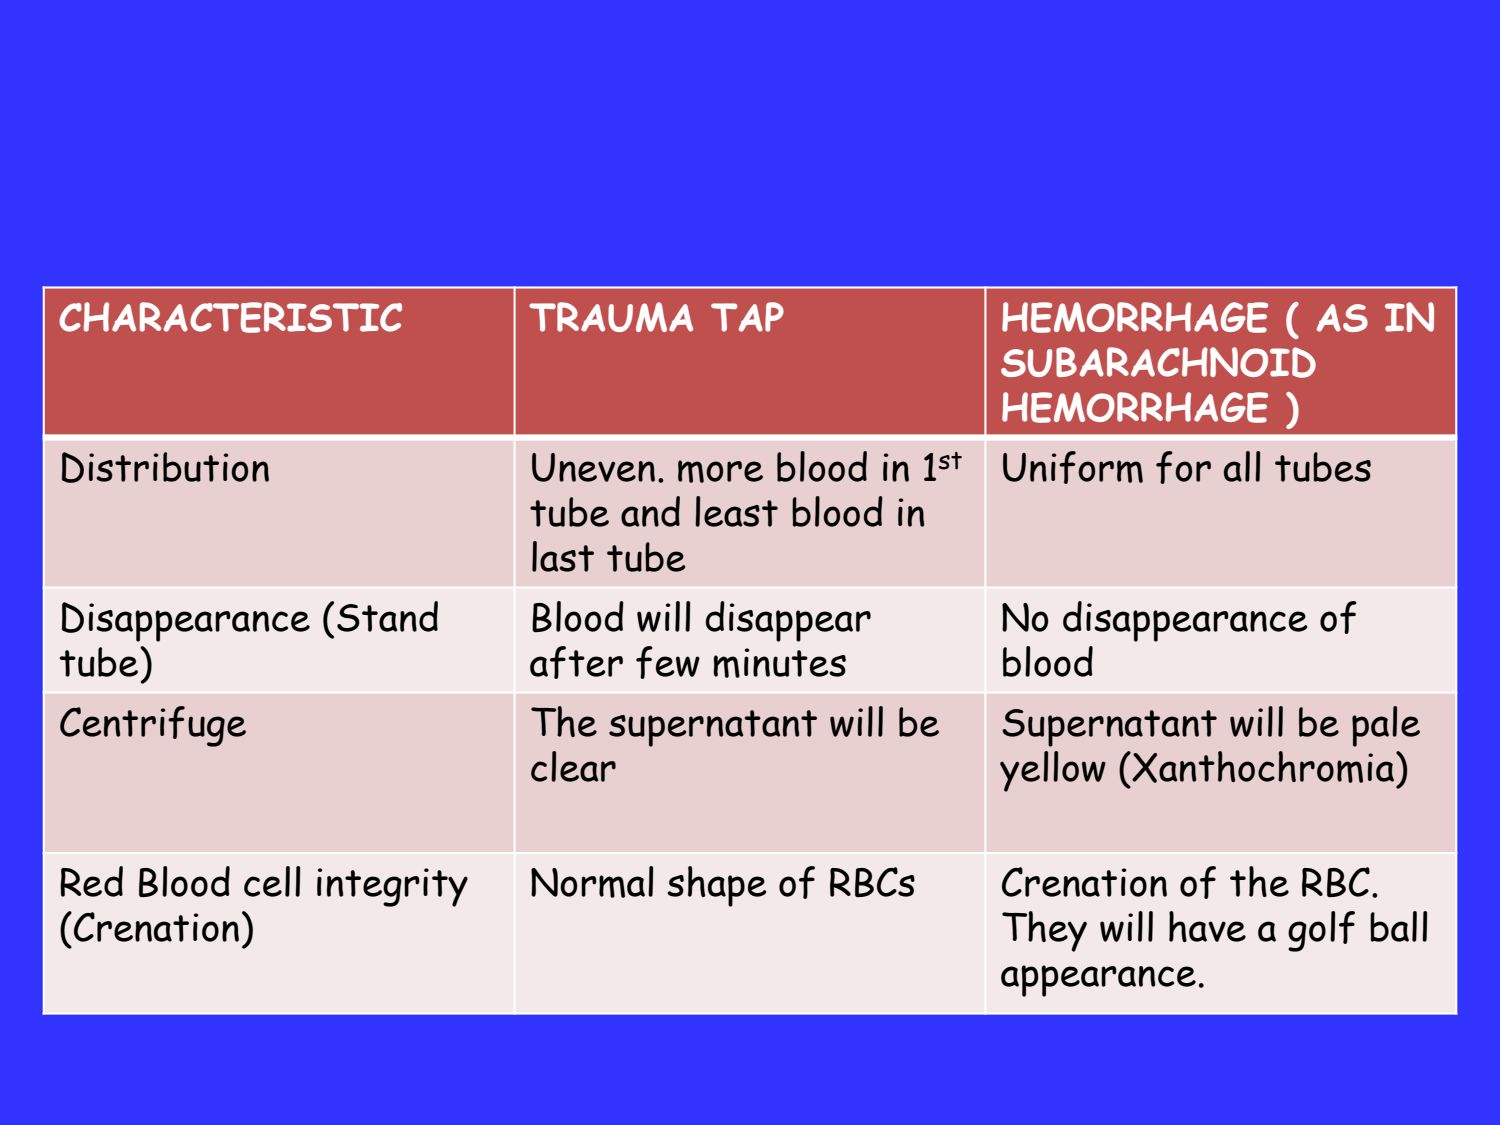 CHARACTERISTIC
TRAUMA TAP
HEMORRHAGE ( AS IN
SUBARACHNOID
HEMORRHAGE )
Distribution
Uneven. more blood in 1st
tube and least blood in
last tube
Uniform for all tubes
Disappearance (Stand
tube)
Blood will disappear
after few minutes
No disappearance of
blood
Centrifuge
The supernatant will be
clear
Supernatant will be pale
yellow (Xanthochromia)
Red Blood cell integrity
(Crenation)
Normal shape of RBCs
Crenation of the RBC.
They will have a golf ball
appearance.